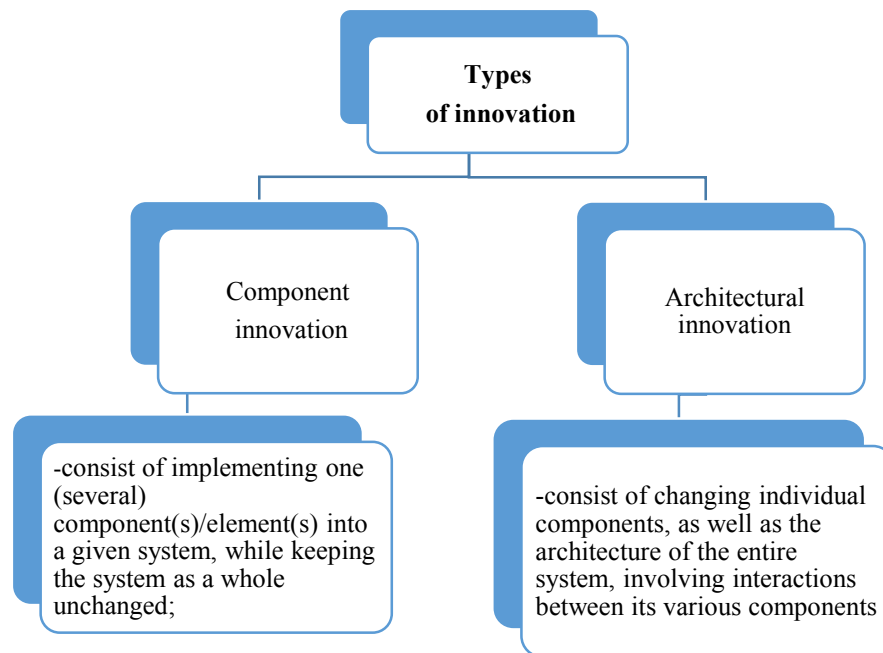 Types
of innovation
Component
innovation
Architectural
innovation
-consist of implementing one
(several)
component(s)/element(s) into
a given system, while keeping
the system as a whole
unchanged;
-consist of changing individual
components, as well as the
architecture of the entire
system, involving interactions
between its various components